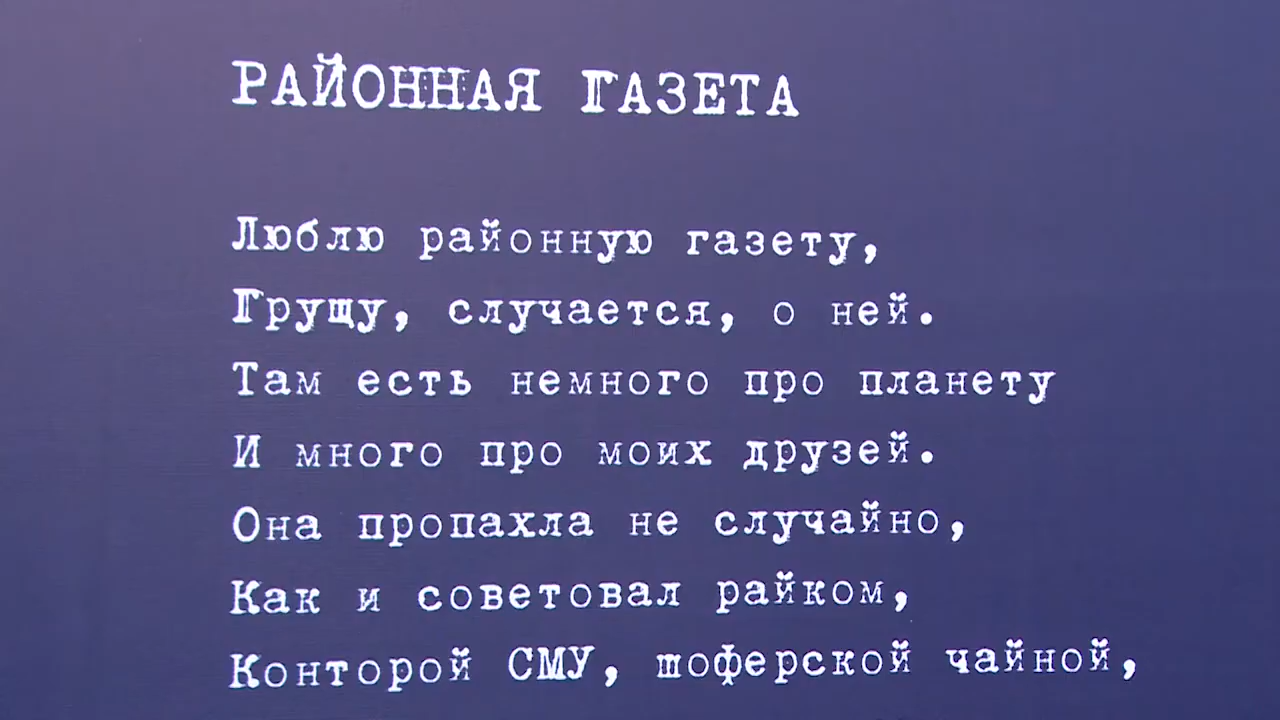 РАЙОННАЯ ГАЗЕТА
Люблю районную газету,
Грущу, случается, о ней.
Там есть немного про планету
И много про моих друзей.
Она пропахла не случайно,
Как и советовал райком,
Конторой СМУ, шоферской чайной,